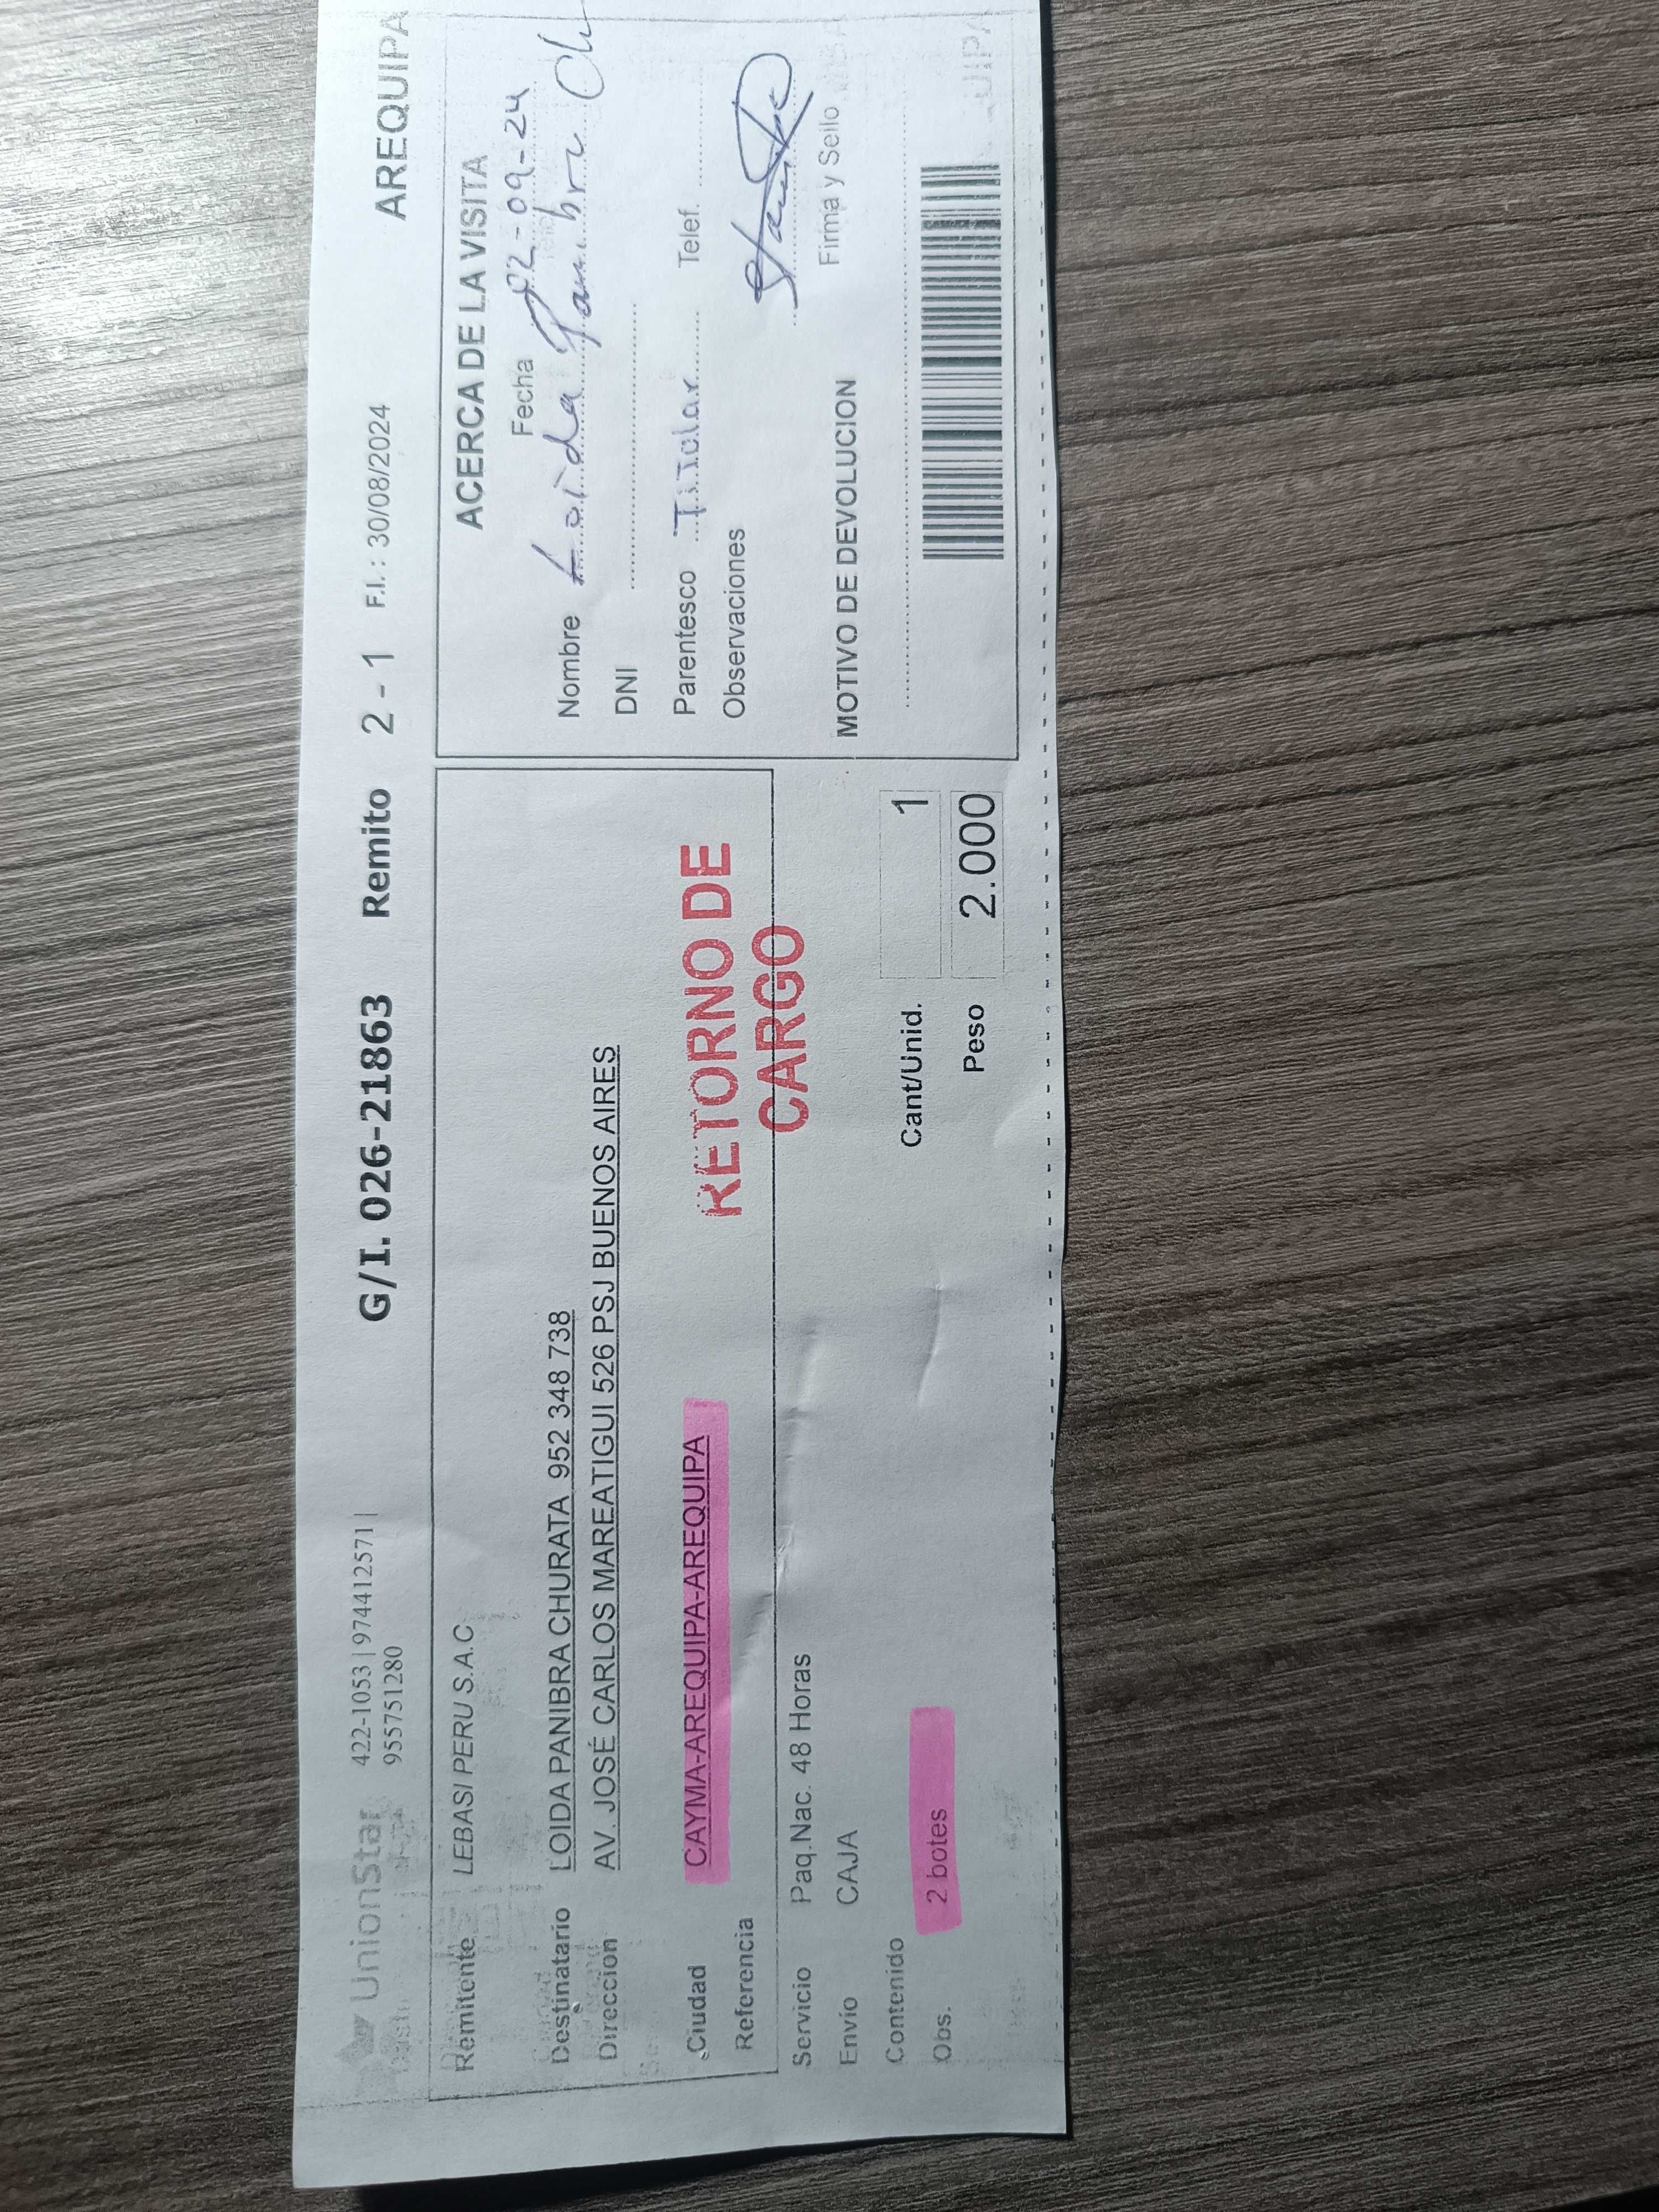 UnionStar 422-1053 | 974412571 |
955751280
G/I. 026-21863 Remito 2 - 1 F.I. : 30/08/2024 AREQUIPA
Remitente LEBASI PERU S.A.C
Destinatario LOIDA PANIBRA CHURATA 952 348 738
Direccion AV. JOSÉ CARLOS MAREATIGUI 526 PSJ BUENOS AIRES
Ciudad CAYMA-AREQUIPA-AREQUIPA
Referencia
RETORNO DE
CARGO
Servicio Paq.Nac. 48 Horas
Envío CAJA
Contenido
Obs. 2 botes
Cant/Unid. 1
Peso 2.000
ACERCA DE LA VISITA
Fecha 02-09-24
Nombre Loida Panibra Ch
DNI
Parentesco Titular Telef.
Observaciones
Firma y Sello
MOTIVO DE DEVOLUCION